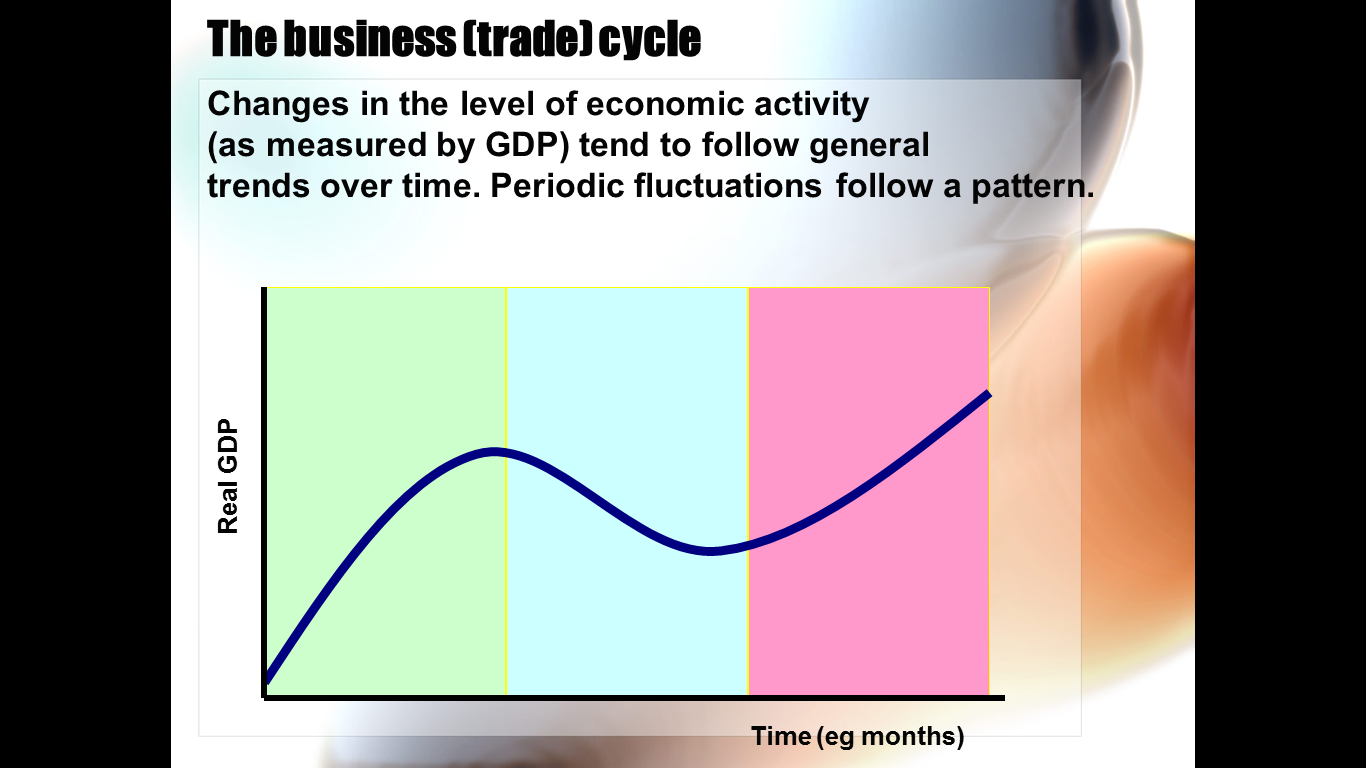 The business (trade) cycle
Changes in the level of economic activity
(as measured by GDP) tend to follow general
trends over time. Periodic fluctuations follow a pattern.
Real GDP
Time (eg months)